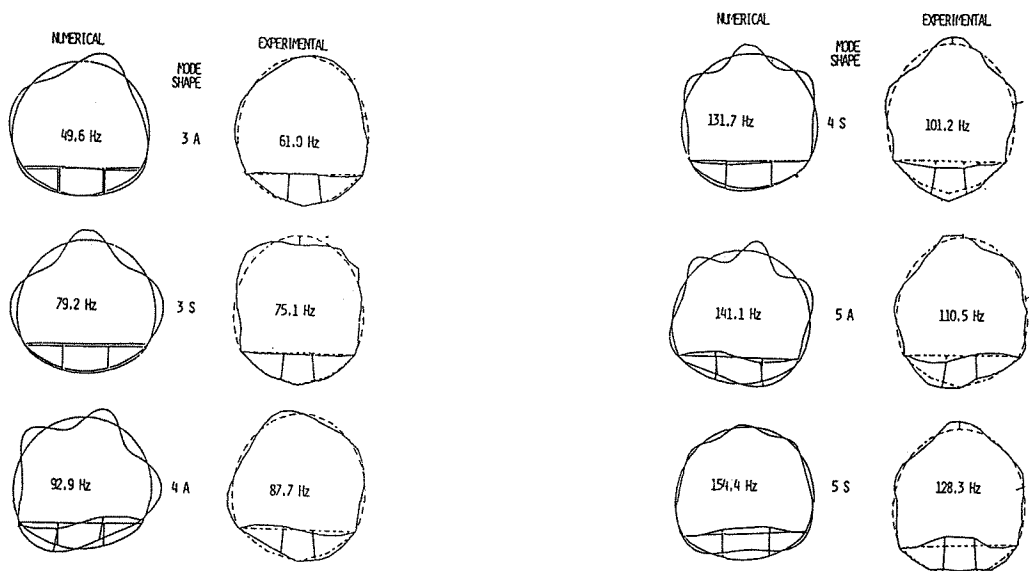 NUMERICAL
MODE
SHAPE
EXPERIMENTAL
49.6 Hz
3 A
61.0 Hz
79.2 Hz
3 S
75.1 Hz
92.9 Hz
4 A
87.7 Hz
NUMERICAL
MODE
SHAPE
EXPERIMENTAL
131.7 Hz
4 S
101.2 Hz
141.1 Hz
5 A
110.5 Hz
154.4 Hz
5 S
128.3 Hz